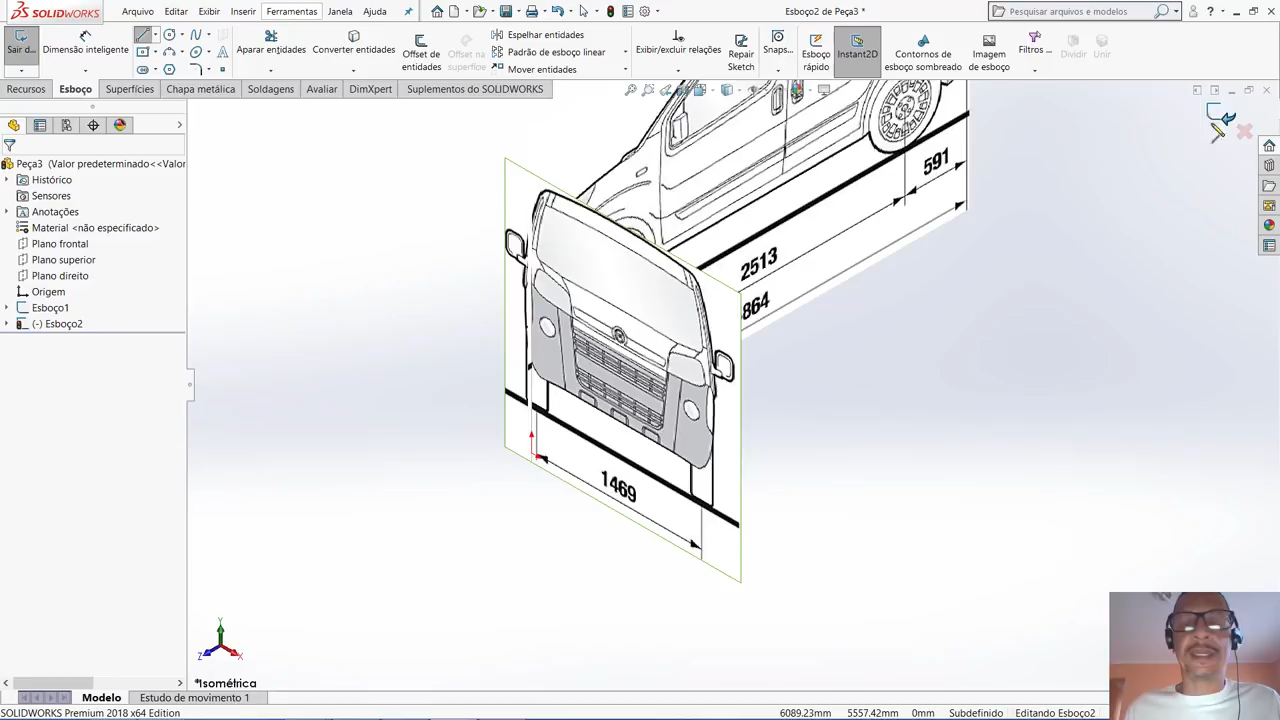 SOLIDWORKS
Arquivo Editar Exibir Inserir Ferramentas Janela Ajuda
Esboço2 de Peça3 *
Pesquisar arquivos e modelos
Sair d...
Dimensão inteligente
Aparar entidades
Converter entidades
Offset de entidades
Offset na superfície
Espelhar entidades
Padrão de esboço linear
Mover entidades
Exibir/excluir relações
Repair Sketch
Snaps...
Esboço rápido
Instant2D
Contornos de esboço sombreado
Imagem de esboço
Filtros ...
Dividir
Unir
Recursos Esboço Superfícies Chapa metálica Soldagens Avaliar DimXpert Suplementos do SOLIDWORKS
Peça3 (Valor predeterminado<<Valor
Histórico
Sensores
Anotações
Material <não especificado>
Plano frontal
Plano superior
Plano direito
Origem
Esboço1
(-) Esboço2
591
2513
864
1469
Y
Z
X
*Isométrica
Modelo Estudo de movimento 1
SOLIDWORKS Premium 2018 x64 Edition
6089.23mm 5557.42mm 0mm Subdefinido Editando Esboço2